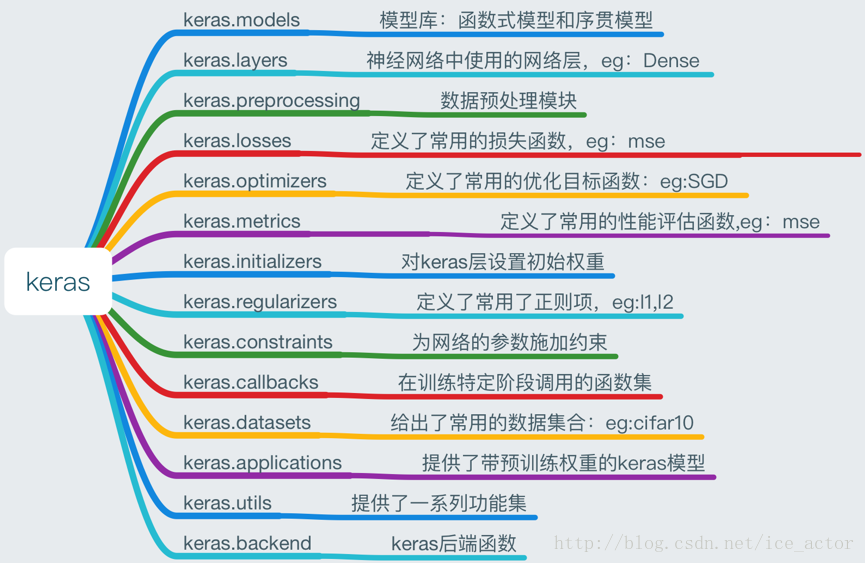 keras
keras.models 模型库：函数式模型和序贯模型
keras.layers 神经网络中使用的网络层，eg：Dense
keras.preprocessing 数据预处理模块
keras.losses 定义了常用的损失函数，eg：mse
keras.optimizers 定义了常用的优化目标函数：eg:SGD
keras.metrics 定义了常用的性能评估函数,eg：mse
keras.initializers 对keras层设置初始权重
keras.regularizers 定义了常用了正则项，eg:l1,l2
keras.constraints 为网络的参数施加约束
keras.callbacks 在训练特定阶段调用的函数集
keras.datasets 给出了常用的数据集合：eg:cifar10
keras.applications 提供了带预训练权重的keras模型
keras.utils 提供了一系列功能集
keras.backend keras后端函数
http://blog.csdn.net/ice_actor